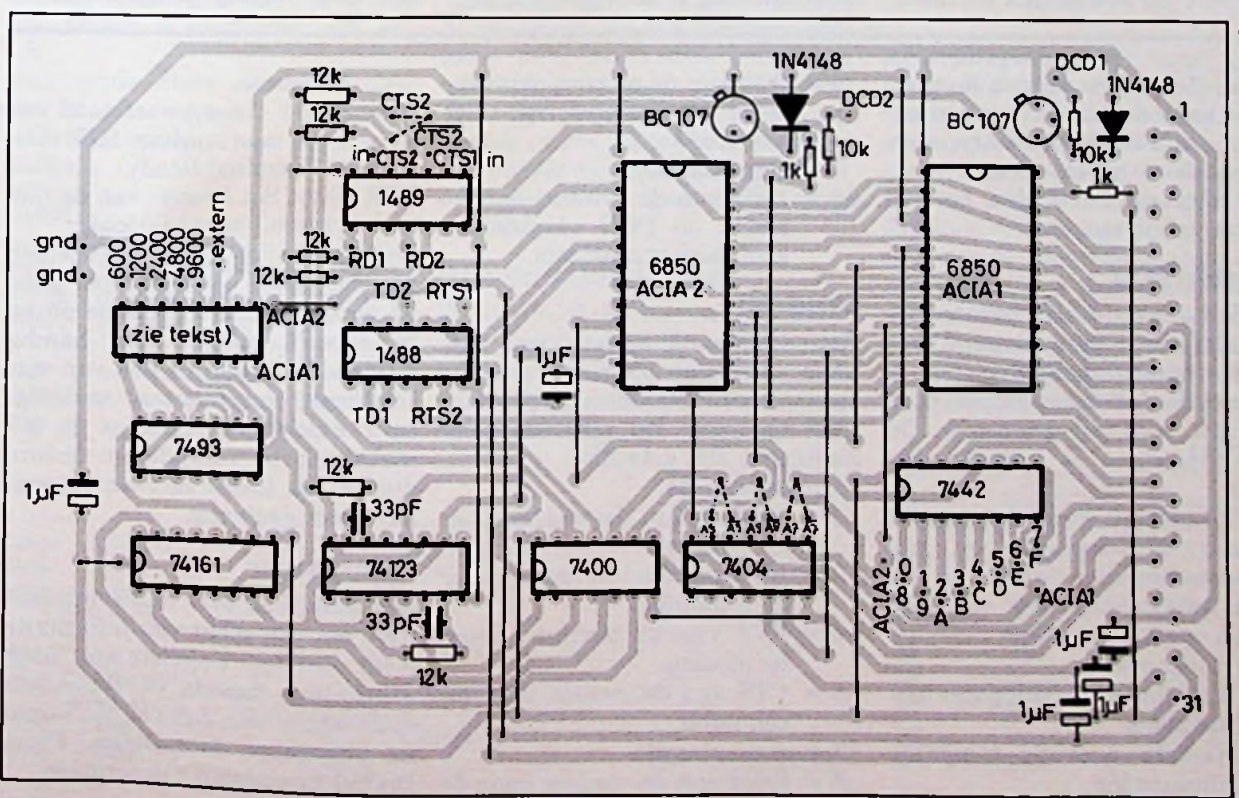 12k
12k
CTS2
CTS2
in
CTS2
CTS1
in
1489
1N4148
BC107
DCD2
1k
10k
DCD1
1N4148
BC107
10k
1k
1
gnd
gnd
600
1200
2400
4800
9600
extern
12k
12k
RD1
RD2
TD2
RTS1
(zie tekst)
ACIA2
ACIA1
1488
TD1
RTS2
6850
ACIA 2
6850
ACIA1
1µF
7493
1µF
12k
33pF
74161
74123
33pF
12k
7400
7404
7442
ACIA2
0
1
2
3
4
5
6
7
8
9
A
B
C
D
E
F
ACIA1
1µF
1µF
1µF
31